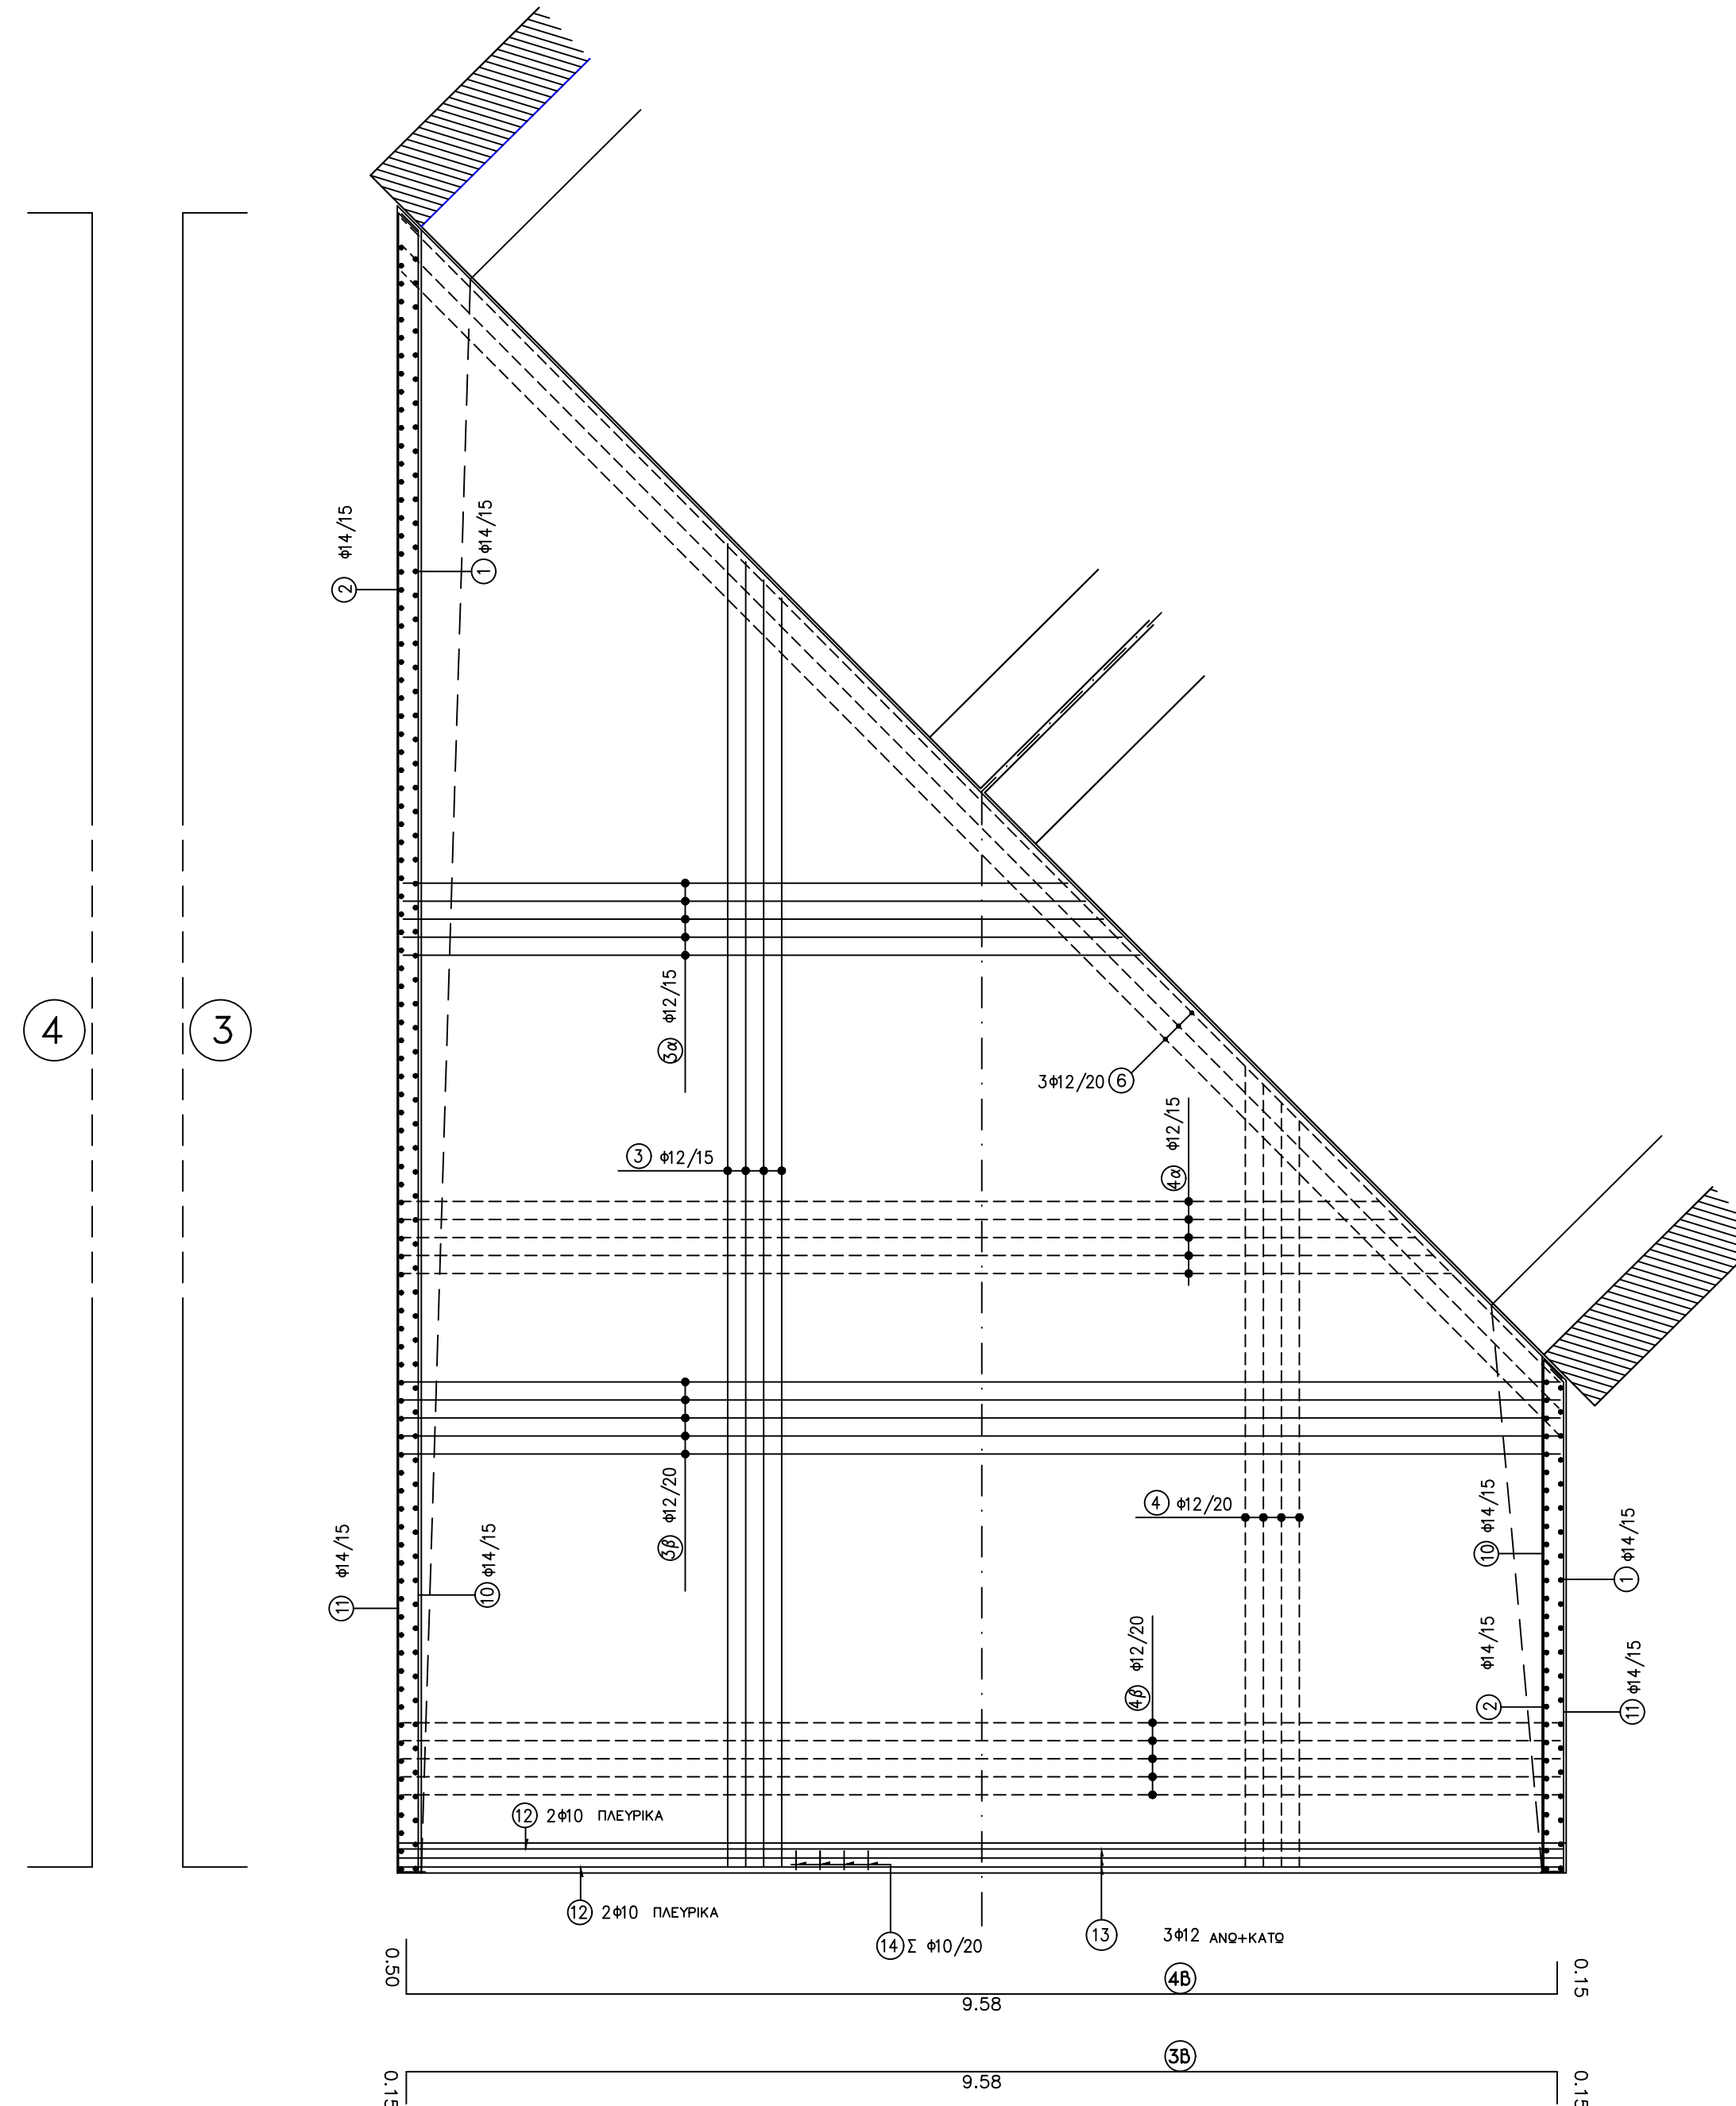 2 Φ14/15
1 Φ14/15
4
3
3α Φ12/15
3Φ12/20 6
4α Φ12/15
3 Φ12/15
3β Φ12/20
4 Φ12/20
10 Φ14/15
1 Φ14/15
11 Φ14/15
10 Φ14/15
2 Φ14/15
11 Φ14/15
4β Φ12/20
12 2Φ10 ΠΛΕΥΡΙΚΑ
12 2Φ10 ΠΛΕΥΡΙΚΑ
14 Σ Φ10/20
13 3Φ12 ΑΝΩ+ΚΑΤΩ
0.50
4B
9.58
0.15
3B
0.15
9.58
0.15